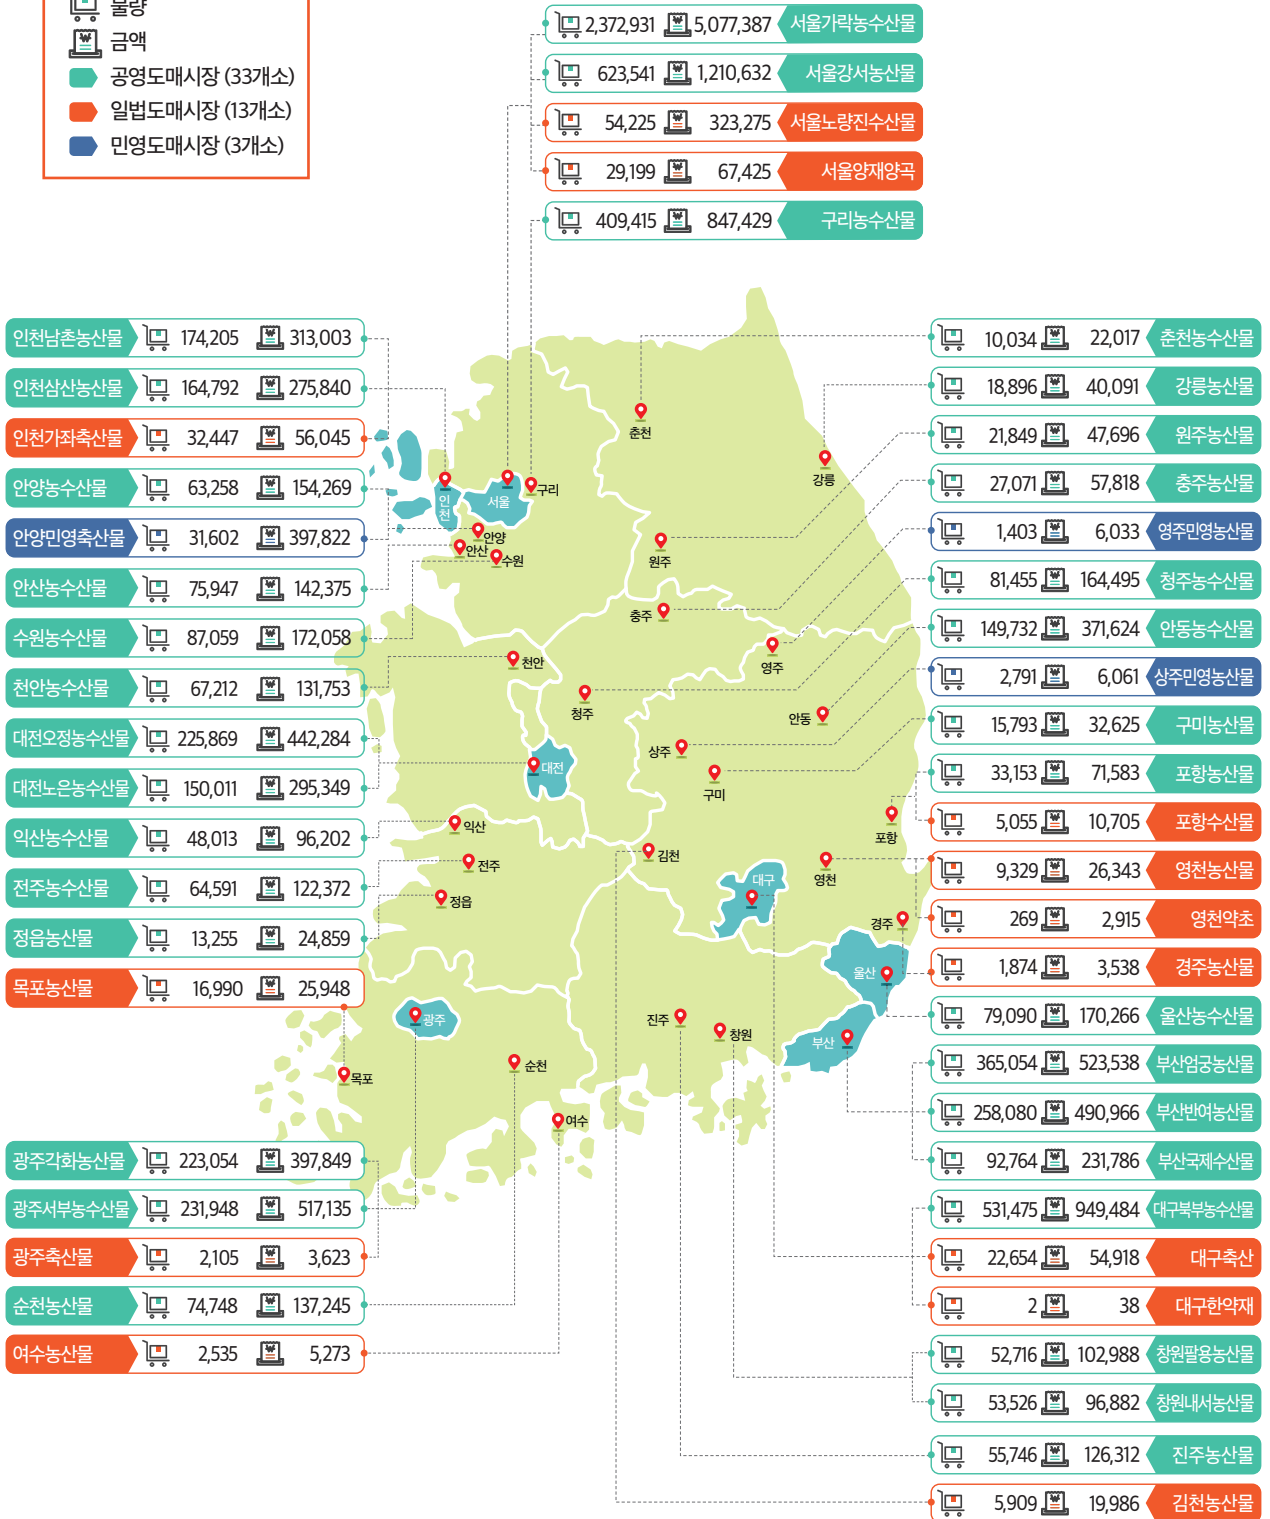 물량
금액
공영도매시장 (33개소)
일법도매시장 (13개소)
민영도매시장 (3개소)
2,372,931 5,077,387 서울가락농수산물
623,541 1,210,632 서울강서농산물
54,225 323,275 서울노량진수산물
29,199 67,425 서울양재양곡
409,415 847,429 구리농수산물
인천남촌농산물 174,205 313,003
인천삼산농산물 164,792 275,840
인천가좌축산물 32,447 56,045
안양농수산물 63,258 154,269
안양민영축산물 31,602 397,822
안산농수산물 75,947 142,375
수원농수산물 87,059 172,058
천안농수산물 67,212 131,753
대전오정농수산물 225,869 442,284
대전노은농수산물 150,011 295,349
익산농수산물 48,013 96,202
전주농수산물 64,591 122,372
정읍농산물 13,255 24,859
목포농산물 16,990 25,948
광주각화농산물 223,054 397,849
광주서부농수산물 231,948 517,135
광주축산물 2,105 3,623
순천농산물 74,748 137,245
여수농산물 2,535 5,273
춘천
강릉
인천
서울
구리
안양
안산
수원
원주
충주
영주
천안
청주
안동
상주
대전
구미
포항
익산
김천
전주
영천
대구
정읍
경주
울산
광주
진주
창원
부산
순천
목포
여수
10,034 22,017 춘천농수산물
18,896 40,091 강릉농산물
21,849 47,696 원주농산물
27,071 57,818 충주농산물
1,403 6,033 영주민영농산물
81,455 164,495 청주농수산물
149,732 371,624 안동농수산물
2,791 6,061 상주민영농산물
15,793 32,625 구미농산물
33,153 71,583 포항농산물
5,055 10,705 포항수산물
9,329 26,343 영천농산물
269 2,915 영천약초
1,874 3,538 경주농산물
79,090 170,266 울산농수산물
365,054 523,538 부산엄궁농산물
258,080 490,966 부산반여농산물
92,764 231,786 부산국제수산물
531,475 949,484 대구북부농수산물
22,654 54,918 대구축산
2 38 대구한약재
52,716 102,988 창원팔용농산물
53,526 96,882 창원내서농산물
55,746 126,312 진주농산물
5,909 19,986 김천농산물